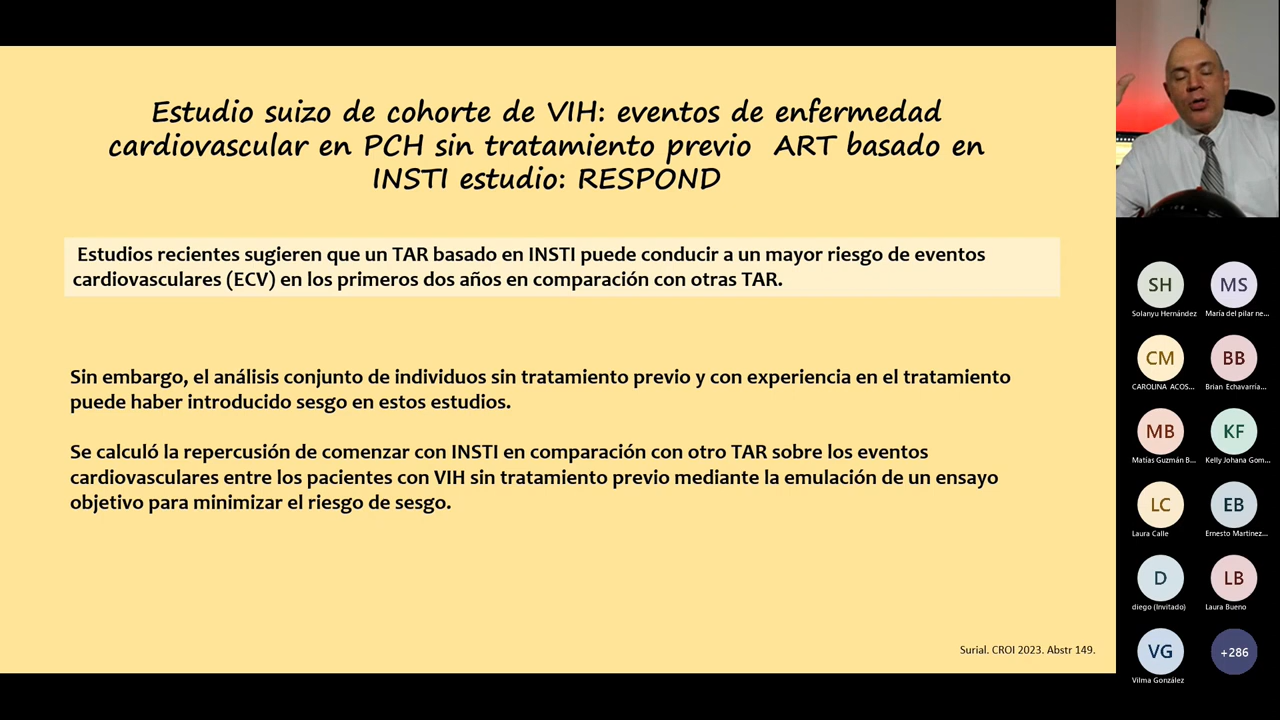 Estudio suizo de cohorte de VIH: eventos de enfermedad
cardiovascular en PCH sin tratamiento previo ART basado en
INSTI estudio: RESPOND
Estudios recientes sugieren que un TAR basado en INSTI puede conducir a un mayor riesgo de eventos
cardiovasculares (ECV) en los primeros dos años en comparación con otras TAR.
Sin embargo, el análisis conjunto de individuos sin tratamiento previo y con experiencia en el tratamiento
puede haber introducido sesgo en estos estudios.
Se calculó la repercusión de comenzar con INSTI en comparación con otro TAR sobre los eventos
cardiovasculares entre los pacientes con VIH sin tratamiento previo mediante la emulación de un ensayo
objetivo para minimizar el riesgo de sesgo.
Surial. CROI 2023. Abstr 149.
SH MS
Solanyu Hernández María del pilar ne...
CM BB
CAROLINA ACOS... Brian Echavarría...
MB KF
Matías Guzmán B... Kelly Johana Gom...
LC EB
Laura Calle Ernesto Martinez...
D LB
diego (Invitado) Laura Bueno
VG +286
Vilma González